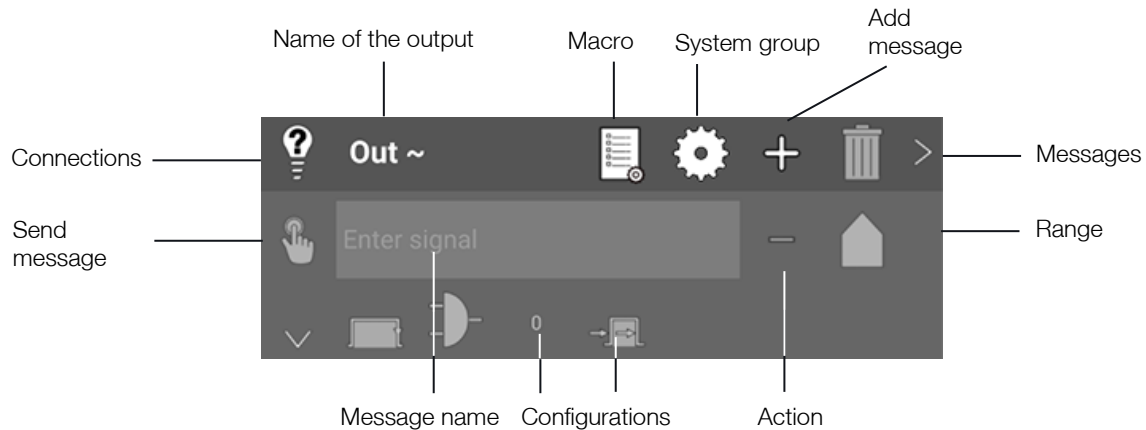 Add
message
Name of the output
Macro
System group
Out ~
Connections
Messages
Send
message
Enter signal
Range
0
Message name
Configurations
Action